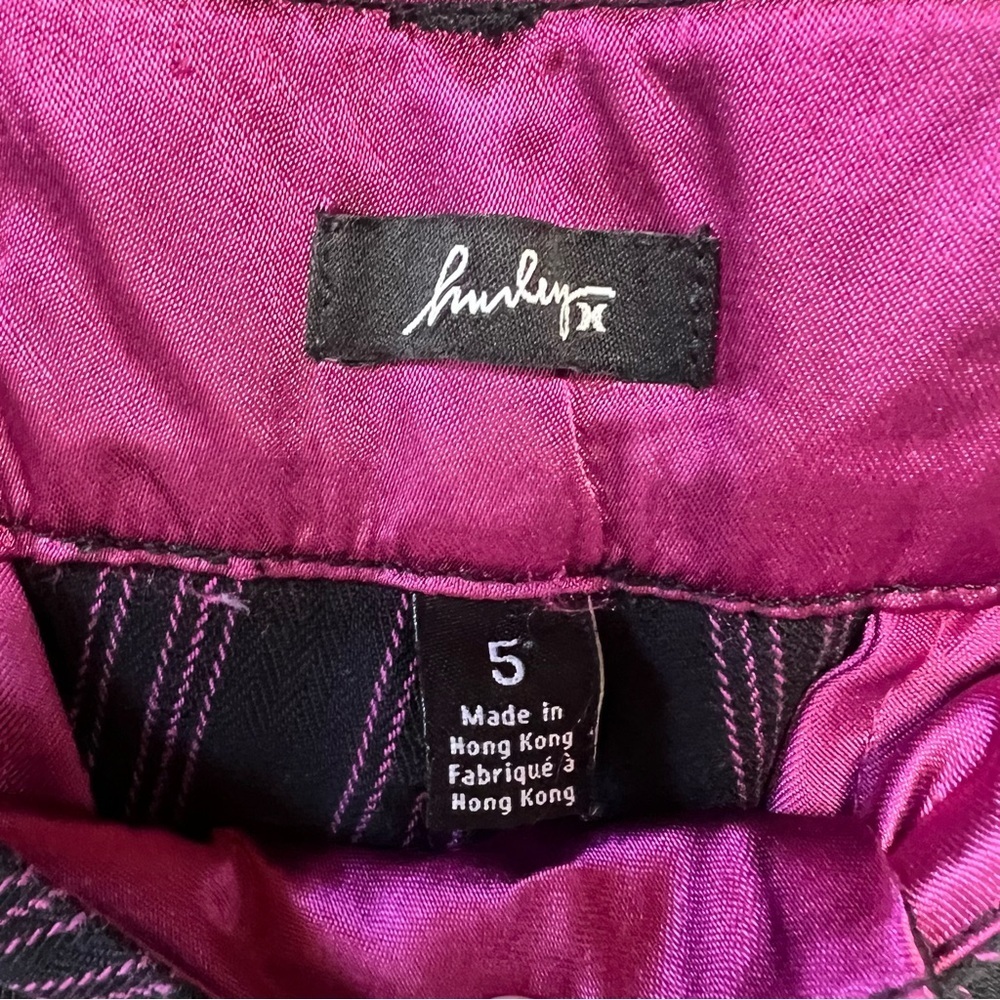 hurley
5
Made in
Hong Kong
Fabriqué à
Hong Kong